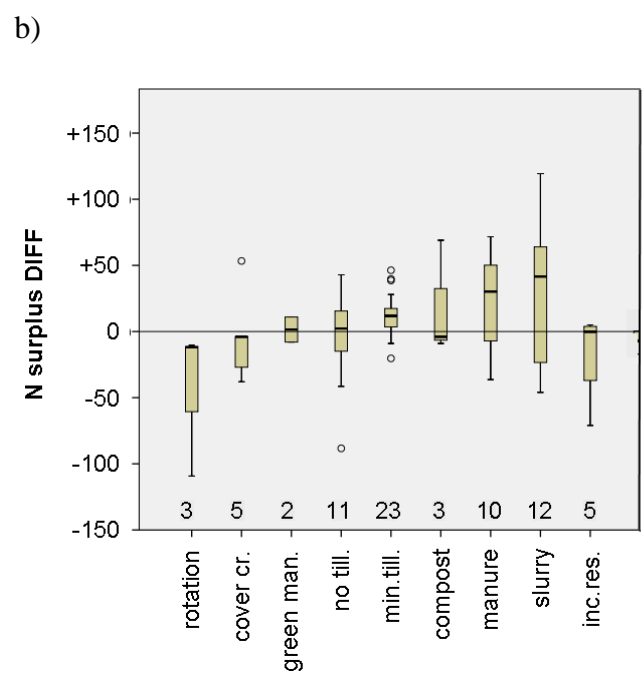 b)
N surplus DIFF
+150
+100
+50
0
-50
-100
-150
3 5 2 11 23 3 10 12 5
rotation
cover cr.
green man.
no till.
min.till.
compost
manure
slurry
inc.res.